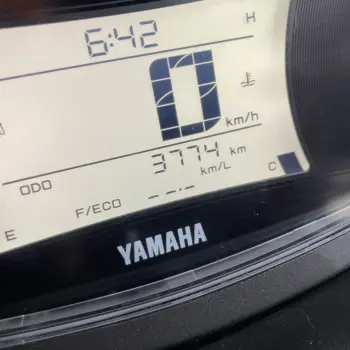 6:42 H
0 km/h
ODO 3774 km
F/ECO --.- km/L C
E
YAMAHA